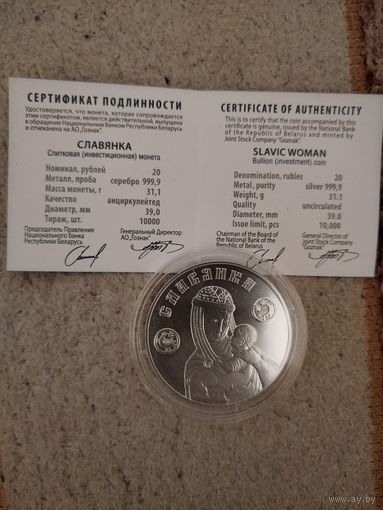 СЕРТИФИКАТ ПОДЛИННОСТИ
Удостоверяется, что монета, которая сопровождается
этим сертификатом, является действительной, выпущена
в обращение Национальным банком Республики Беларусь
и отчеканена на АО„Гознак“.
СЛАВЯНКА
Слитковая (инвестиционная) монета
Номинал, рублей 20
Металл, проба серебро 999,9
Масса монеты, г 31,1
Качество анциркулейтед
Диаметр, мм 39,0
Тираж, шт. 10000
Председатель Правления
Национального банка
Республики Беларусь
Генеральный Директор
АО„Гознак“
CERTIFICATE OF AUTHENTICITY
This is to certify that the coin accompanied by this
certificate is genuine, issued by the National Bank
of the Republic of Belarus and minted by
Joint Stock Company "Goznak".
SLAVIC WOMAN
Bullion (investment) coin
Denomination, rubles 20
Metal, purity silver 999.9
Weight, g 31.1
Quality uncirculated
Diameter, mm 39.0
Issue limit, pcs 10,000
Chairman of the Board of
the National Bank of the
Republic of Belarus
General Director of
Joint Stock Company
"Goznak"
СЛАВЯНКА
www.ay.by